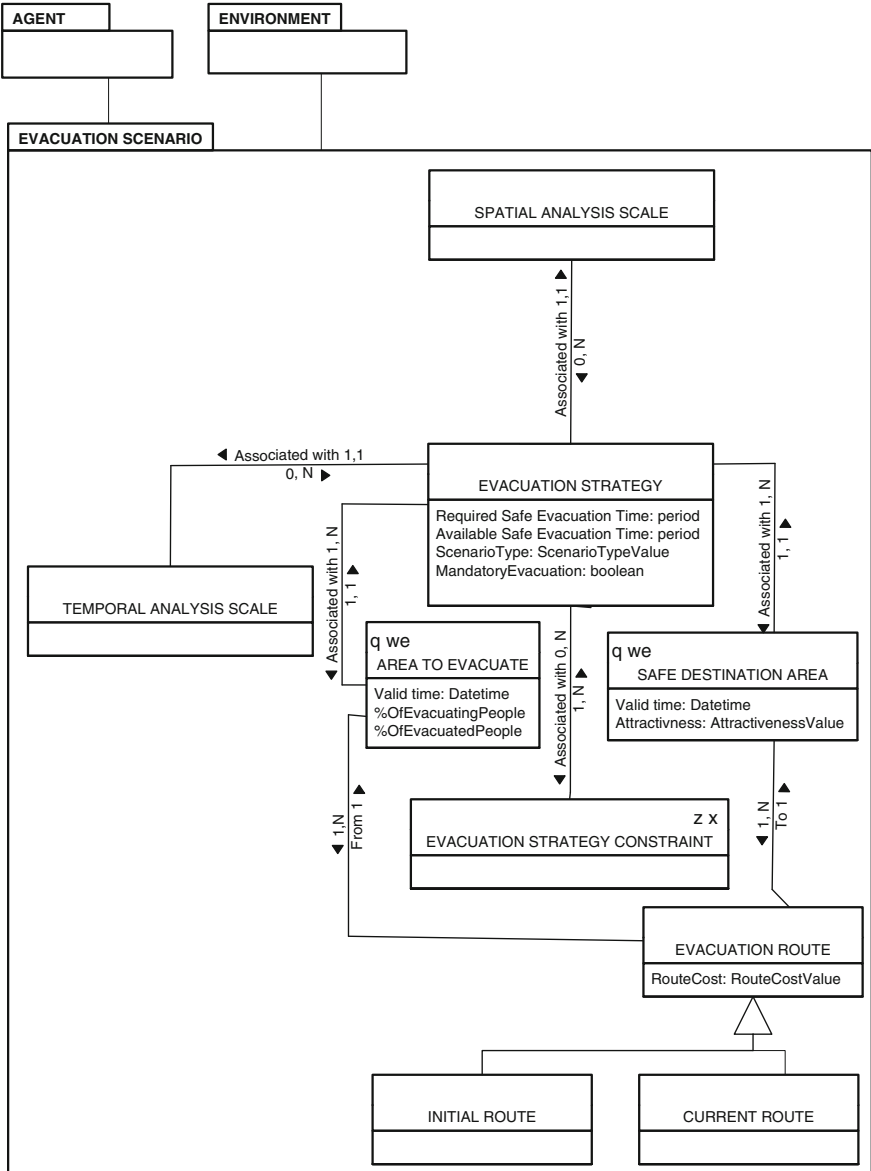 AGENT
ENVIRONMENT
EVACUATION SCENARIO
SPATIAL ANALYSIS SCALE
Associated with 1,1 ▲
▼ 0, N
◀ Associated with 1,1
0, N ▶
EVACUATION STRATEGY
Required Safe Evacuation Time: period
Available Safe Evacuation Time: period
ScenarioType: ScenarioTypeValue
MandatoryEvacuation: boolean
TEMPORAL ANALYSIS SCALE
▼ Associated with 1, N
1, 1 ▲
▼ Associated with 0, N
1, N ▲
▼ Associated with 1, N
1, 1 ▲
q we
AREA TO EVACUATE
Valid time: Datetime
%OfEvacuatingPeople
%OfEvacuatedPeople
q we
SAFE DESTINATION AREA
Valid time: Datetime
Attractivness: AttractivenessValue
▼ 1,N
From 1 ▲
z x
EVACUATION STRATEGY CONSTRAINT
▼ 1, N
To 1 ▲
EVACUATION ROUTE
RouteCost: RouteCostValue
INITIAL ROUTE
CURRENT ROUTE